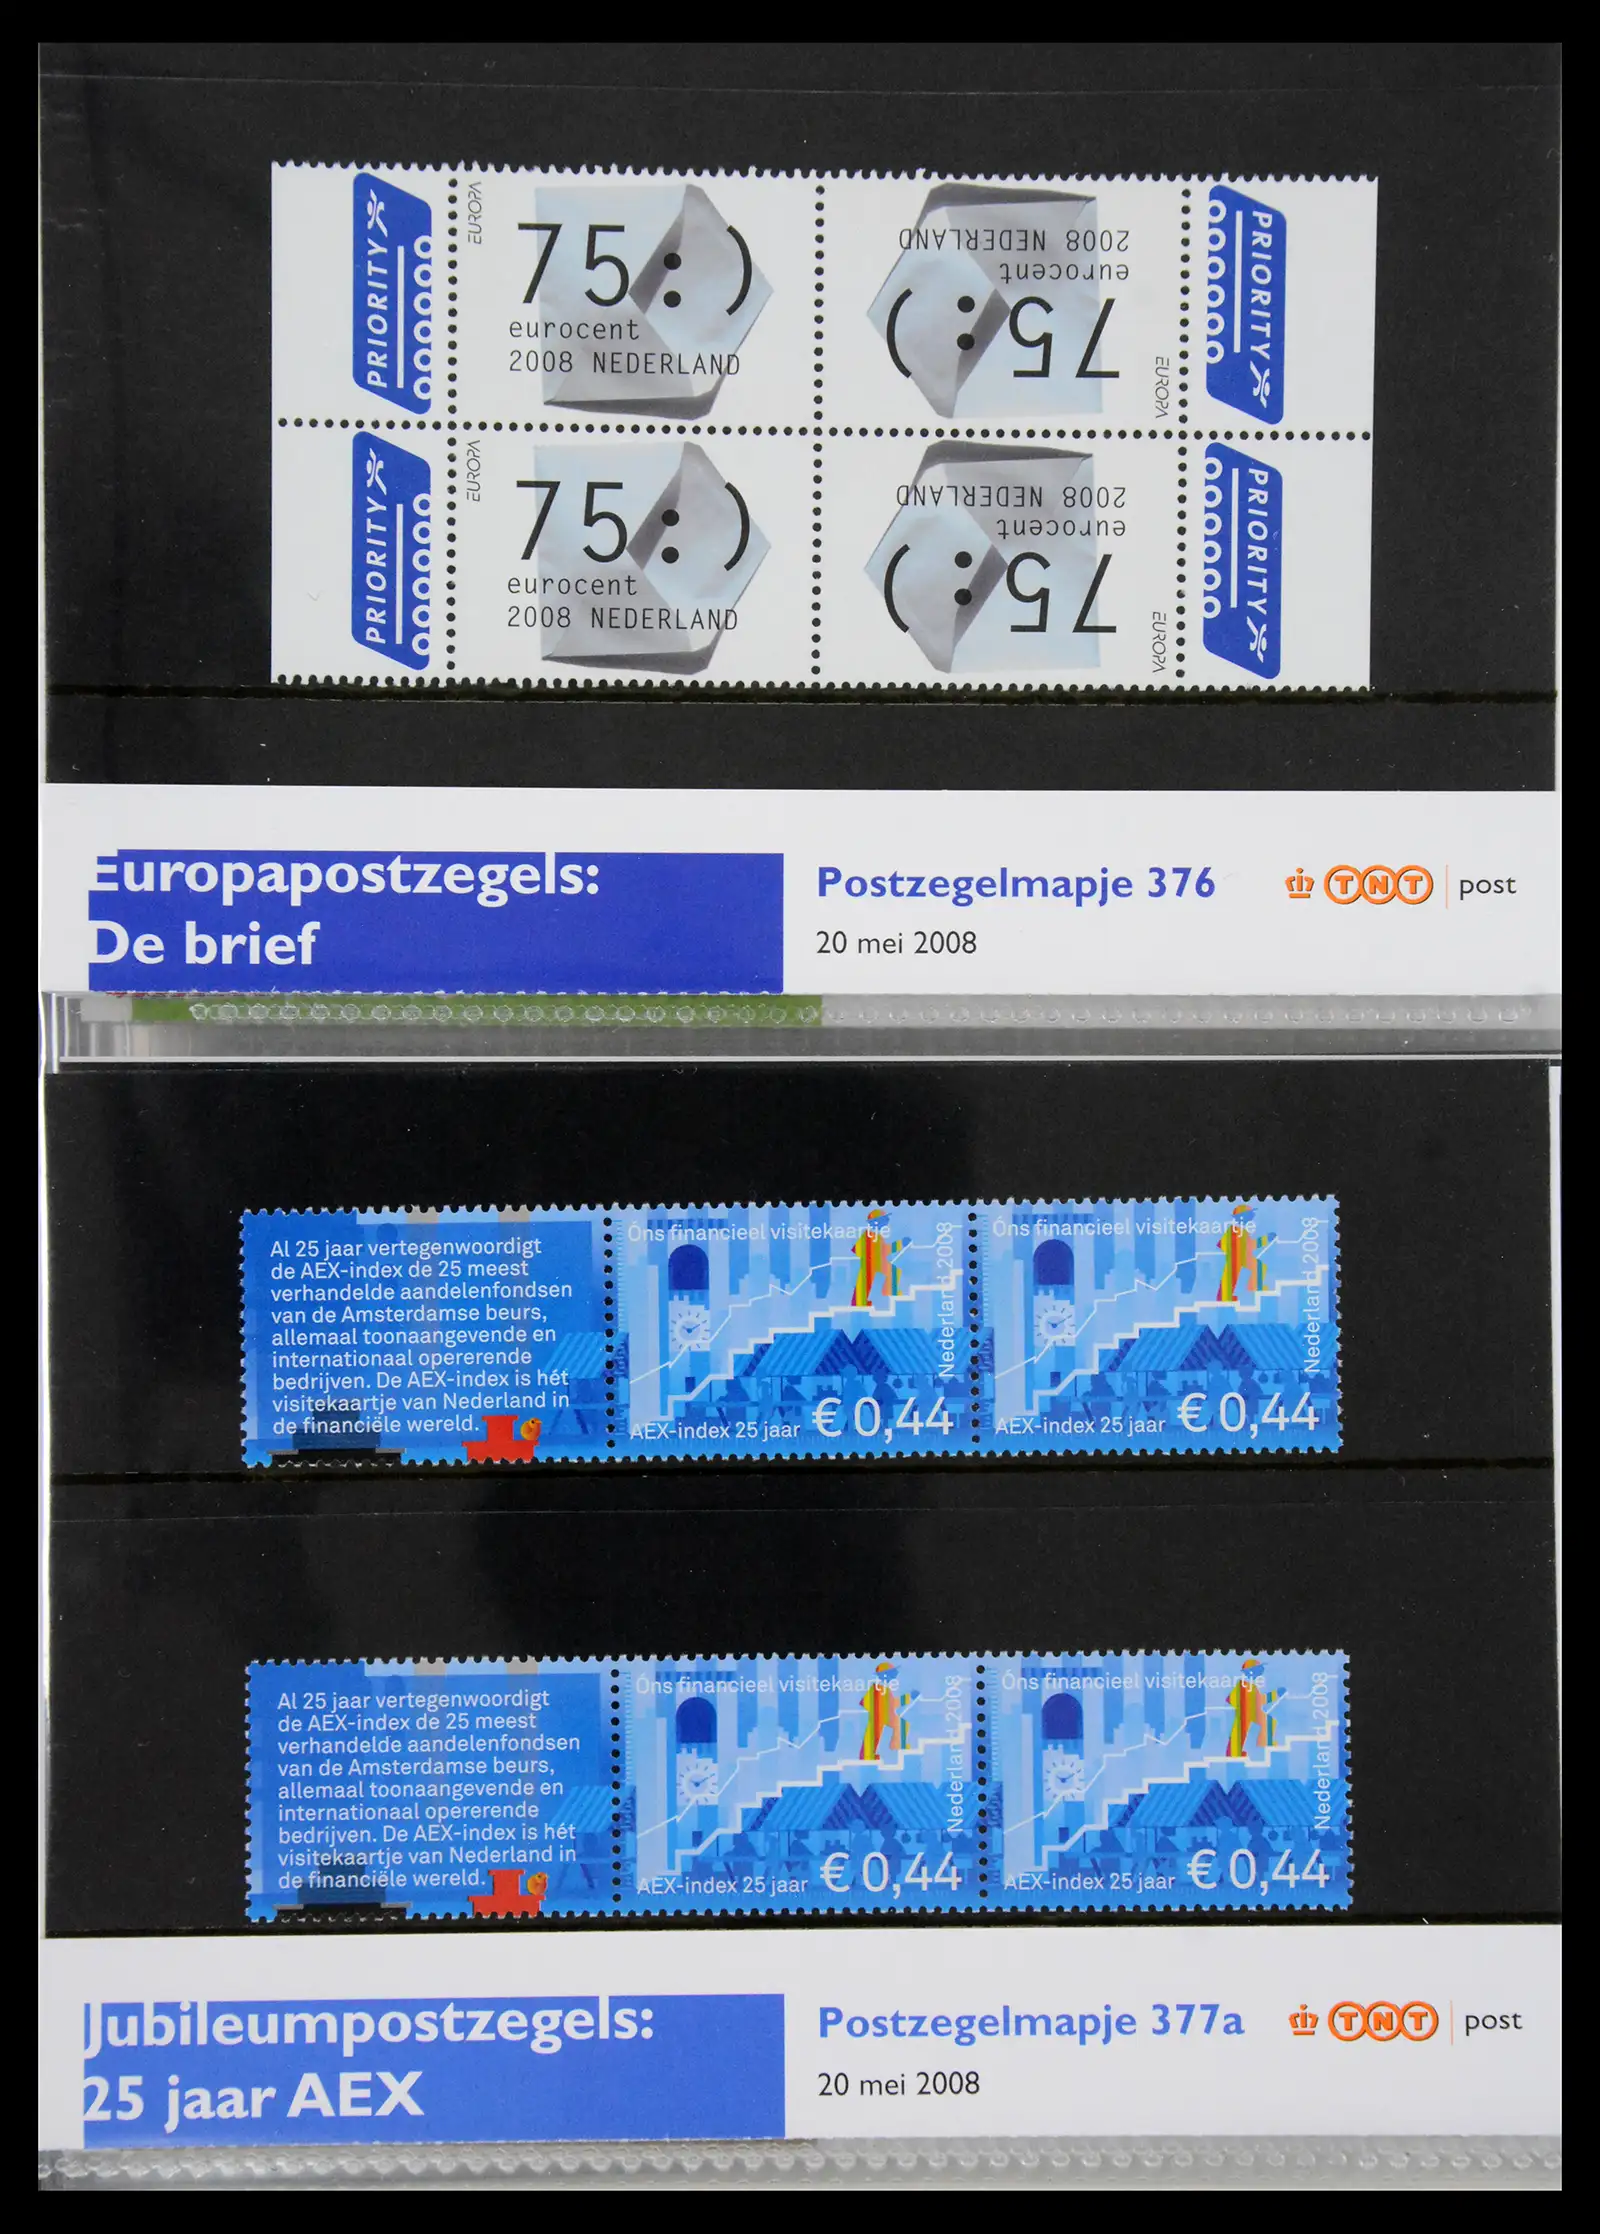 PRIORITY
EUROPA
75:)
eurocent
2008 NEDERLAND
75:)
eurocent
2008 NEDERLAND
EUROPA
PRIORITY
PRIORITY
EUROPA
75:)
eurocent
2008 NEDERLAND
75:)
eurocent
2008 NEDERLAND
EUROPA
PRIORITY
Europapostzegels:
De brief
Postzegelmapje 376
20 mei 2008
TNT post
Al 25 jaar vertegenwoordigt
de AEX-index de 25 meest
verhandelde aandelenfondsen
van de Amsterdamse beurs,
allemaal toonaangevende en
internationaal opererende
bedrijven. De AEX-index is hét
visitekaartje van Nederland in
de financiële wereld.
Óns financieel visitekaartje
Nederland 2008
AEX-index 25 jaar € 0,44
Óns financieel visitekaartje
Nederland 2008
AEX-index 25 jaar € 0,44
Al 25 jaar vertegenwoordigt
de AEX-index de 25 meest
verhandelde aandelenfondsen
van de Amsterdamse beurs,
allemaal toonaangevende en
internationaal opererende
bedrijven. De AEX-index is hét
visitekaartje van Nederland in
de financiële wereld.
Óns financieel visitekaartje
Nederland 2008
AEX-index 25 jaar € 0,44
Óns financieel visitekaartje
Nederland 2008
AEX-index 25 jaar € 0,44
Jubileumpostzegels:
25 jaar AEX
Postzegelmapje 377a
20 mei 2008
TNT post